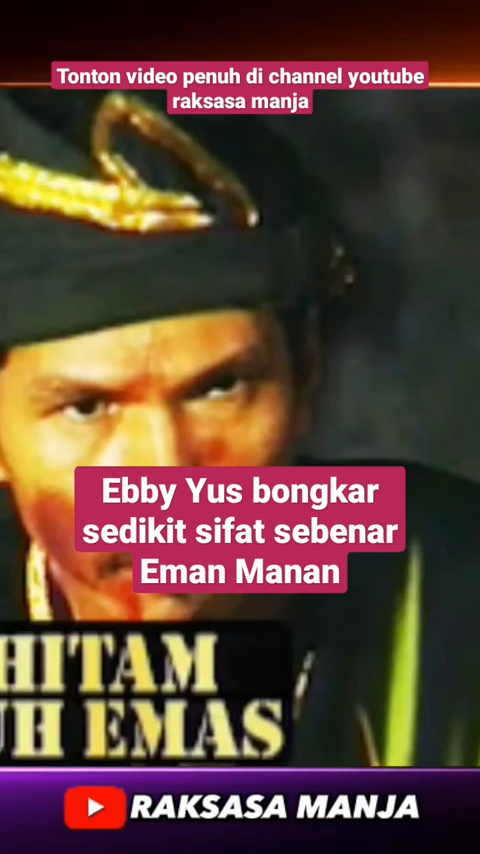 Tonton video penuh di channel youtube
raksasa manja
Ebby Yus bongkar
sedikit sifat sebenar
Eman Manan
HITAM
UH EMAS
RAKSASA MANJA